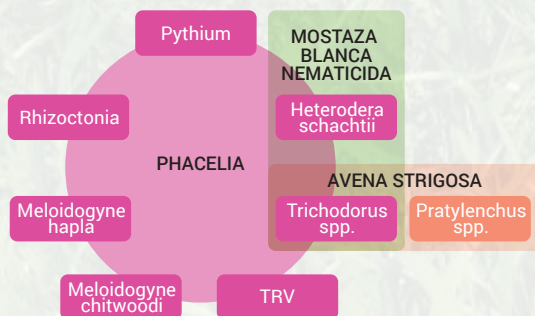 Pythium
MOSTAZA
BLANCA
NEMATICIDA
Rhizoctonia
Heterodera
schachtii
PHACELIA
AVENA STRIGOSA
Meloidogyne
hapla
Trichodorus
spp.
Pratylenchus
spp.
Meloidogyne
chitwoodi
TRV